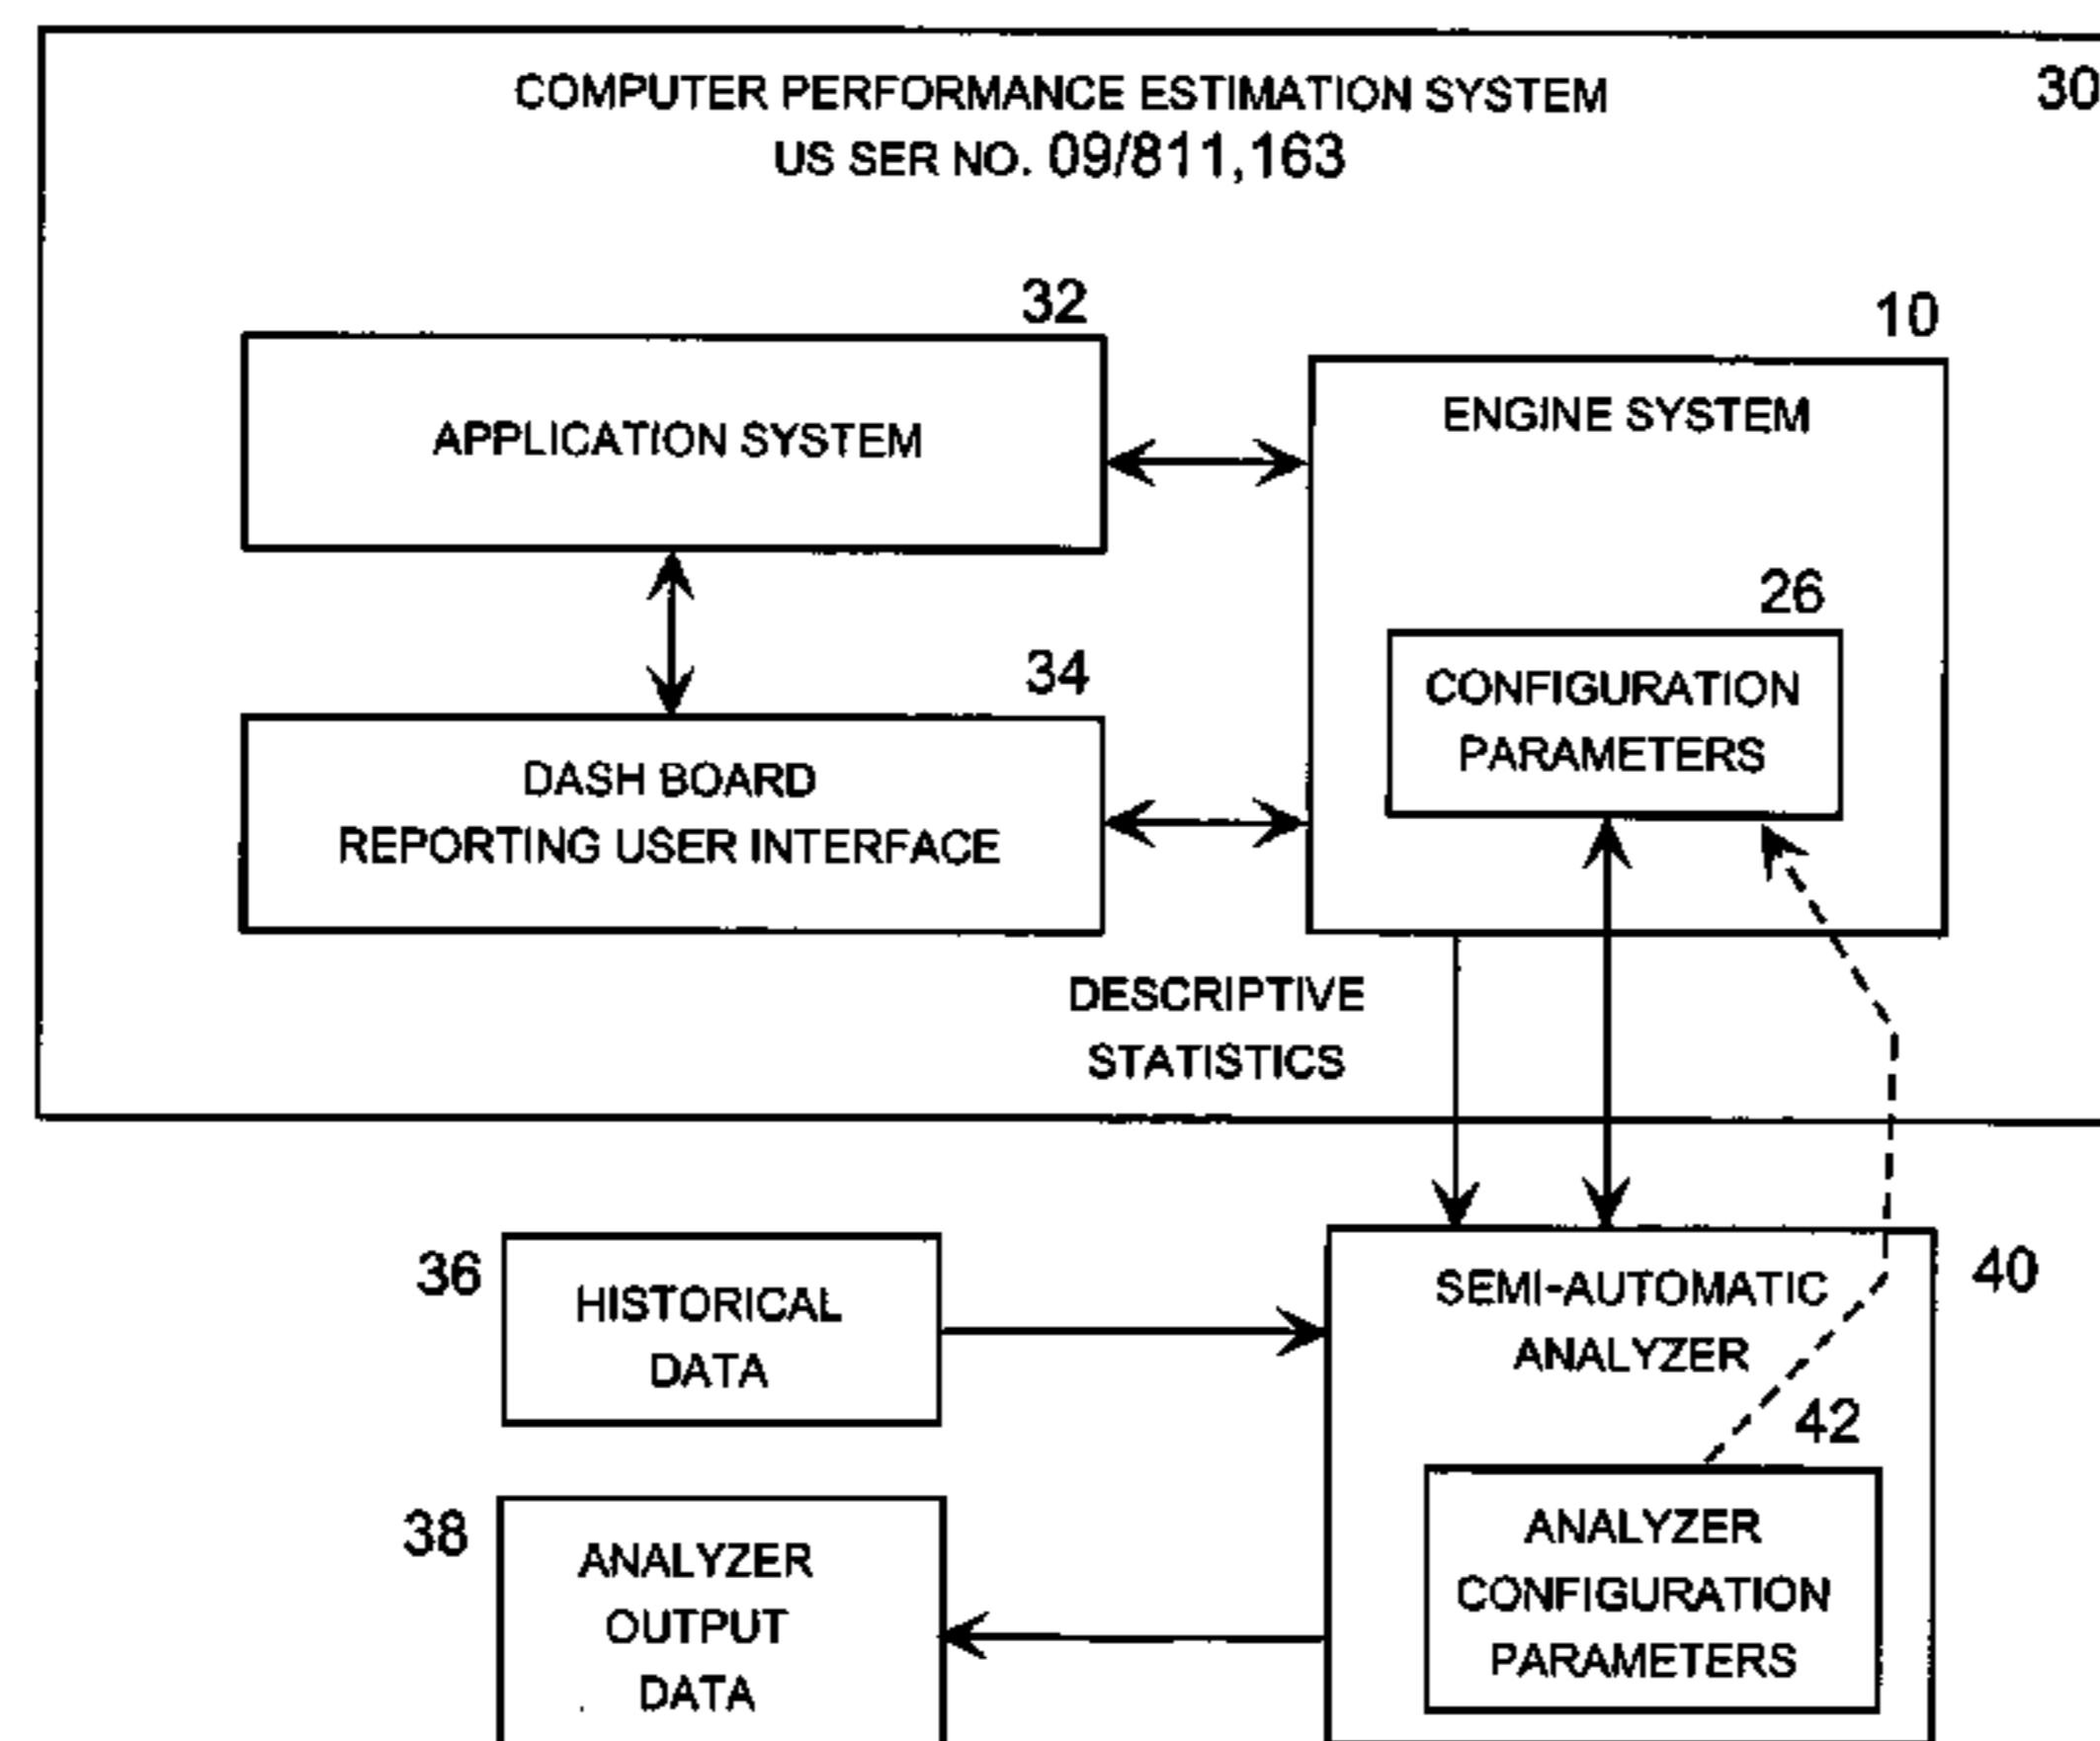 COMPUTER PERFORMANCE ESTIMATION SYSTEM
30
US SER NO. 09/811,163
32
10
APPLICATION SYSTEM
ENGINE SYSTEM
26
CONFIGURATION
PARAMETERS
34
DASH BOARD
REPORTING USER INTERFACE
DESCRIPTIVE
STATISTICS
36
HISTORICAL
DATA
SEMI-AUTOMATIC
ANALYZER
40
42
38
ANALYZER
OUTPUT
DATA
ANALYZER
CONFIGURATION
PARAMETERS